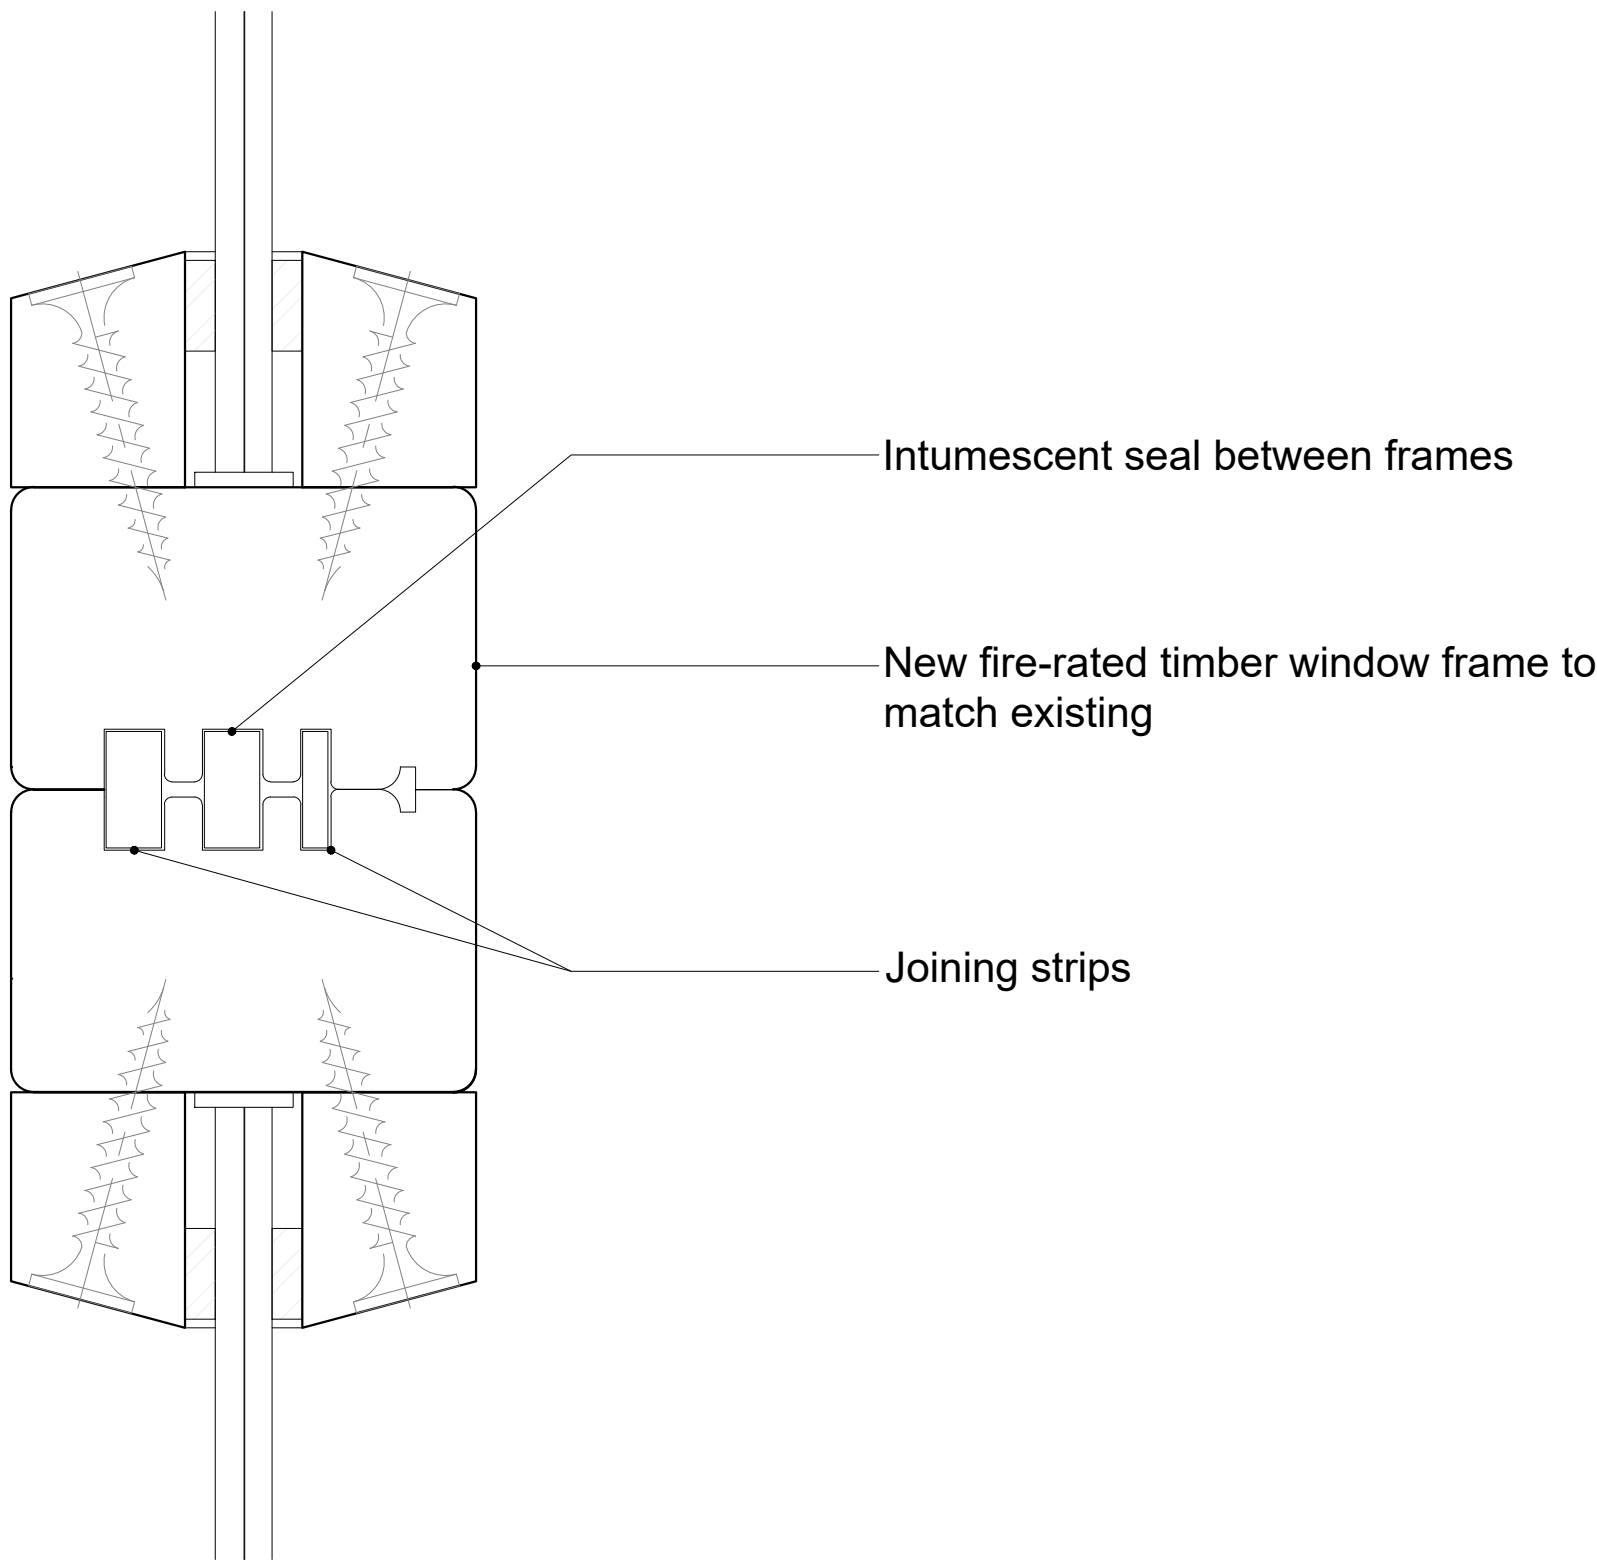 Intumescent seal between frames
New fire-rated timber window frame to
match existing
Joining strips